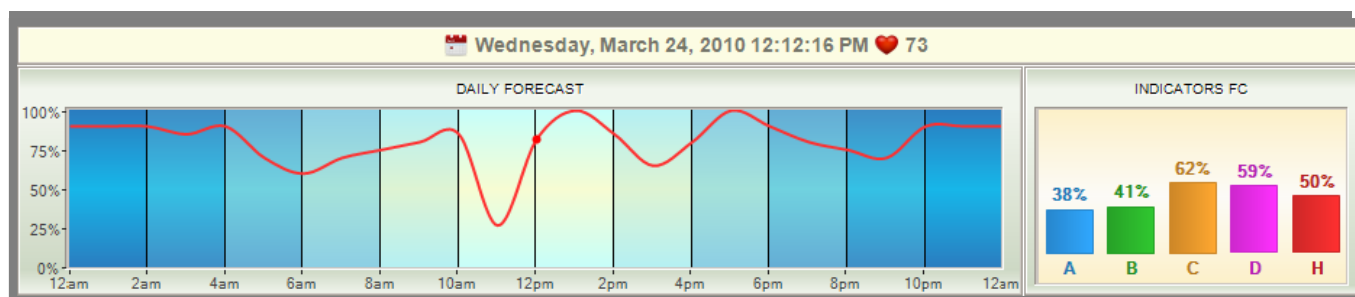 Wednesday, March 24, 2010 12:12:16 PM 73
DAILY FORECAST
100%
75%
50%
25%
0%
12am 2am 4am 6am 8am 10am 12pm 2pm 4pm 6pm 8pm 10pm 12am
INDICATORS FC
38% 41% 62% 59% 50%
A B C D H